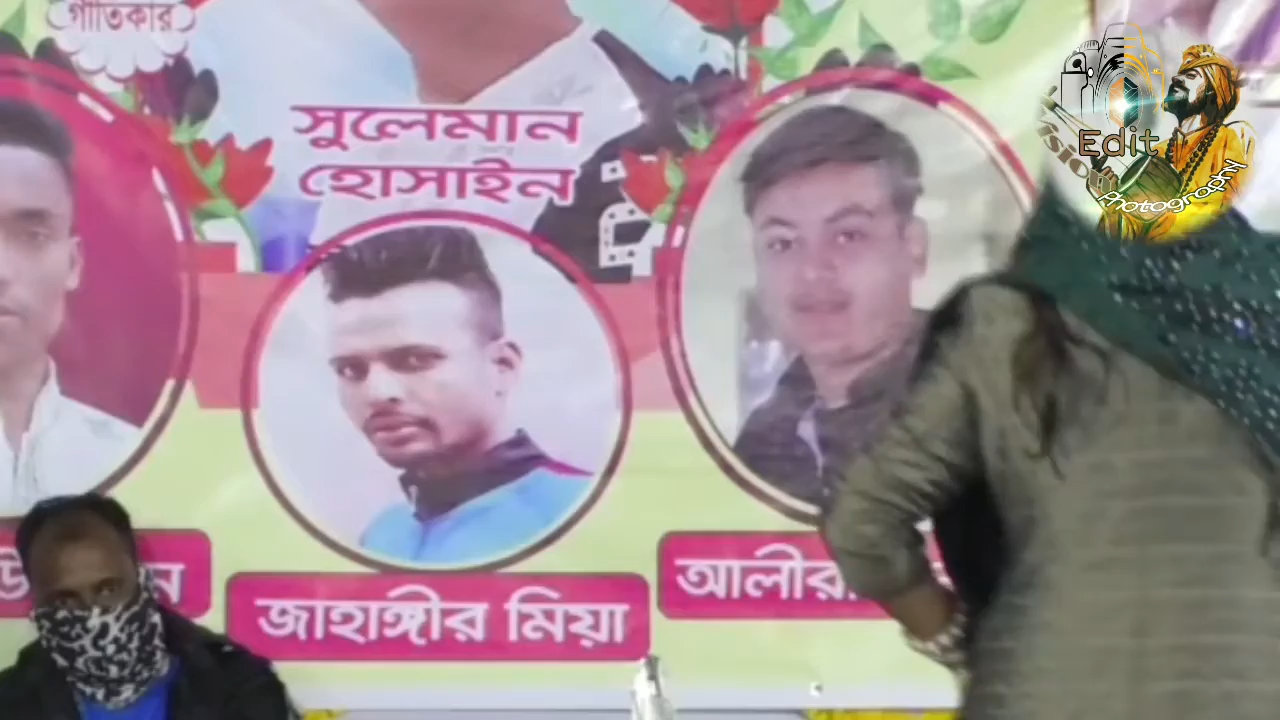 গীতিকার
সুলেমান
হোসাইন
জাহাঙ্গীর মিয়া
Edit
Photography